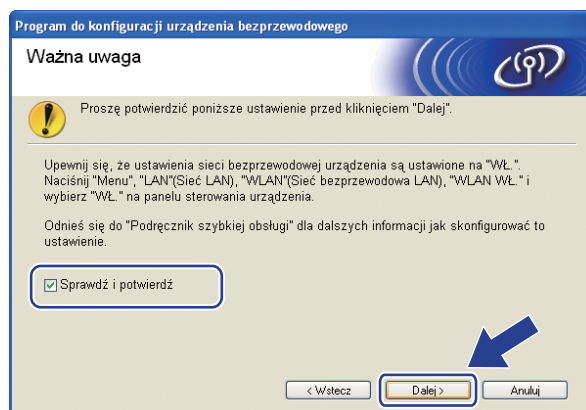 Program do konfiguracji urządzenia bezprzewodowego
Ważna uwaga
Proszę potwierdzić poniższe ustawienie przed kliknięciem "Dalej".
Upewnij się, że ustawienia sieci bezprzewodowej urządzenia są ustawione na "WŁ.".
Naciśnij "Menu", "LAN"(Sieć LAN), "WLAN"(Sieć bezprzewodowa LAN), "WLAN WŁ." i
wybierz "WŁ." na panelu sterowania urządzenia.
Odnieś się do "Podręcznik szybkiej obsługi" dla dalszych informacji jak skonfigurować to
ustawienie.
Sprawdź i potwierdź
< Wstecz
Dalej >
Anuluj